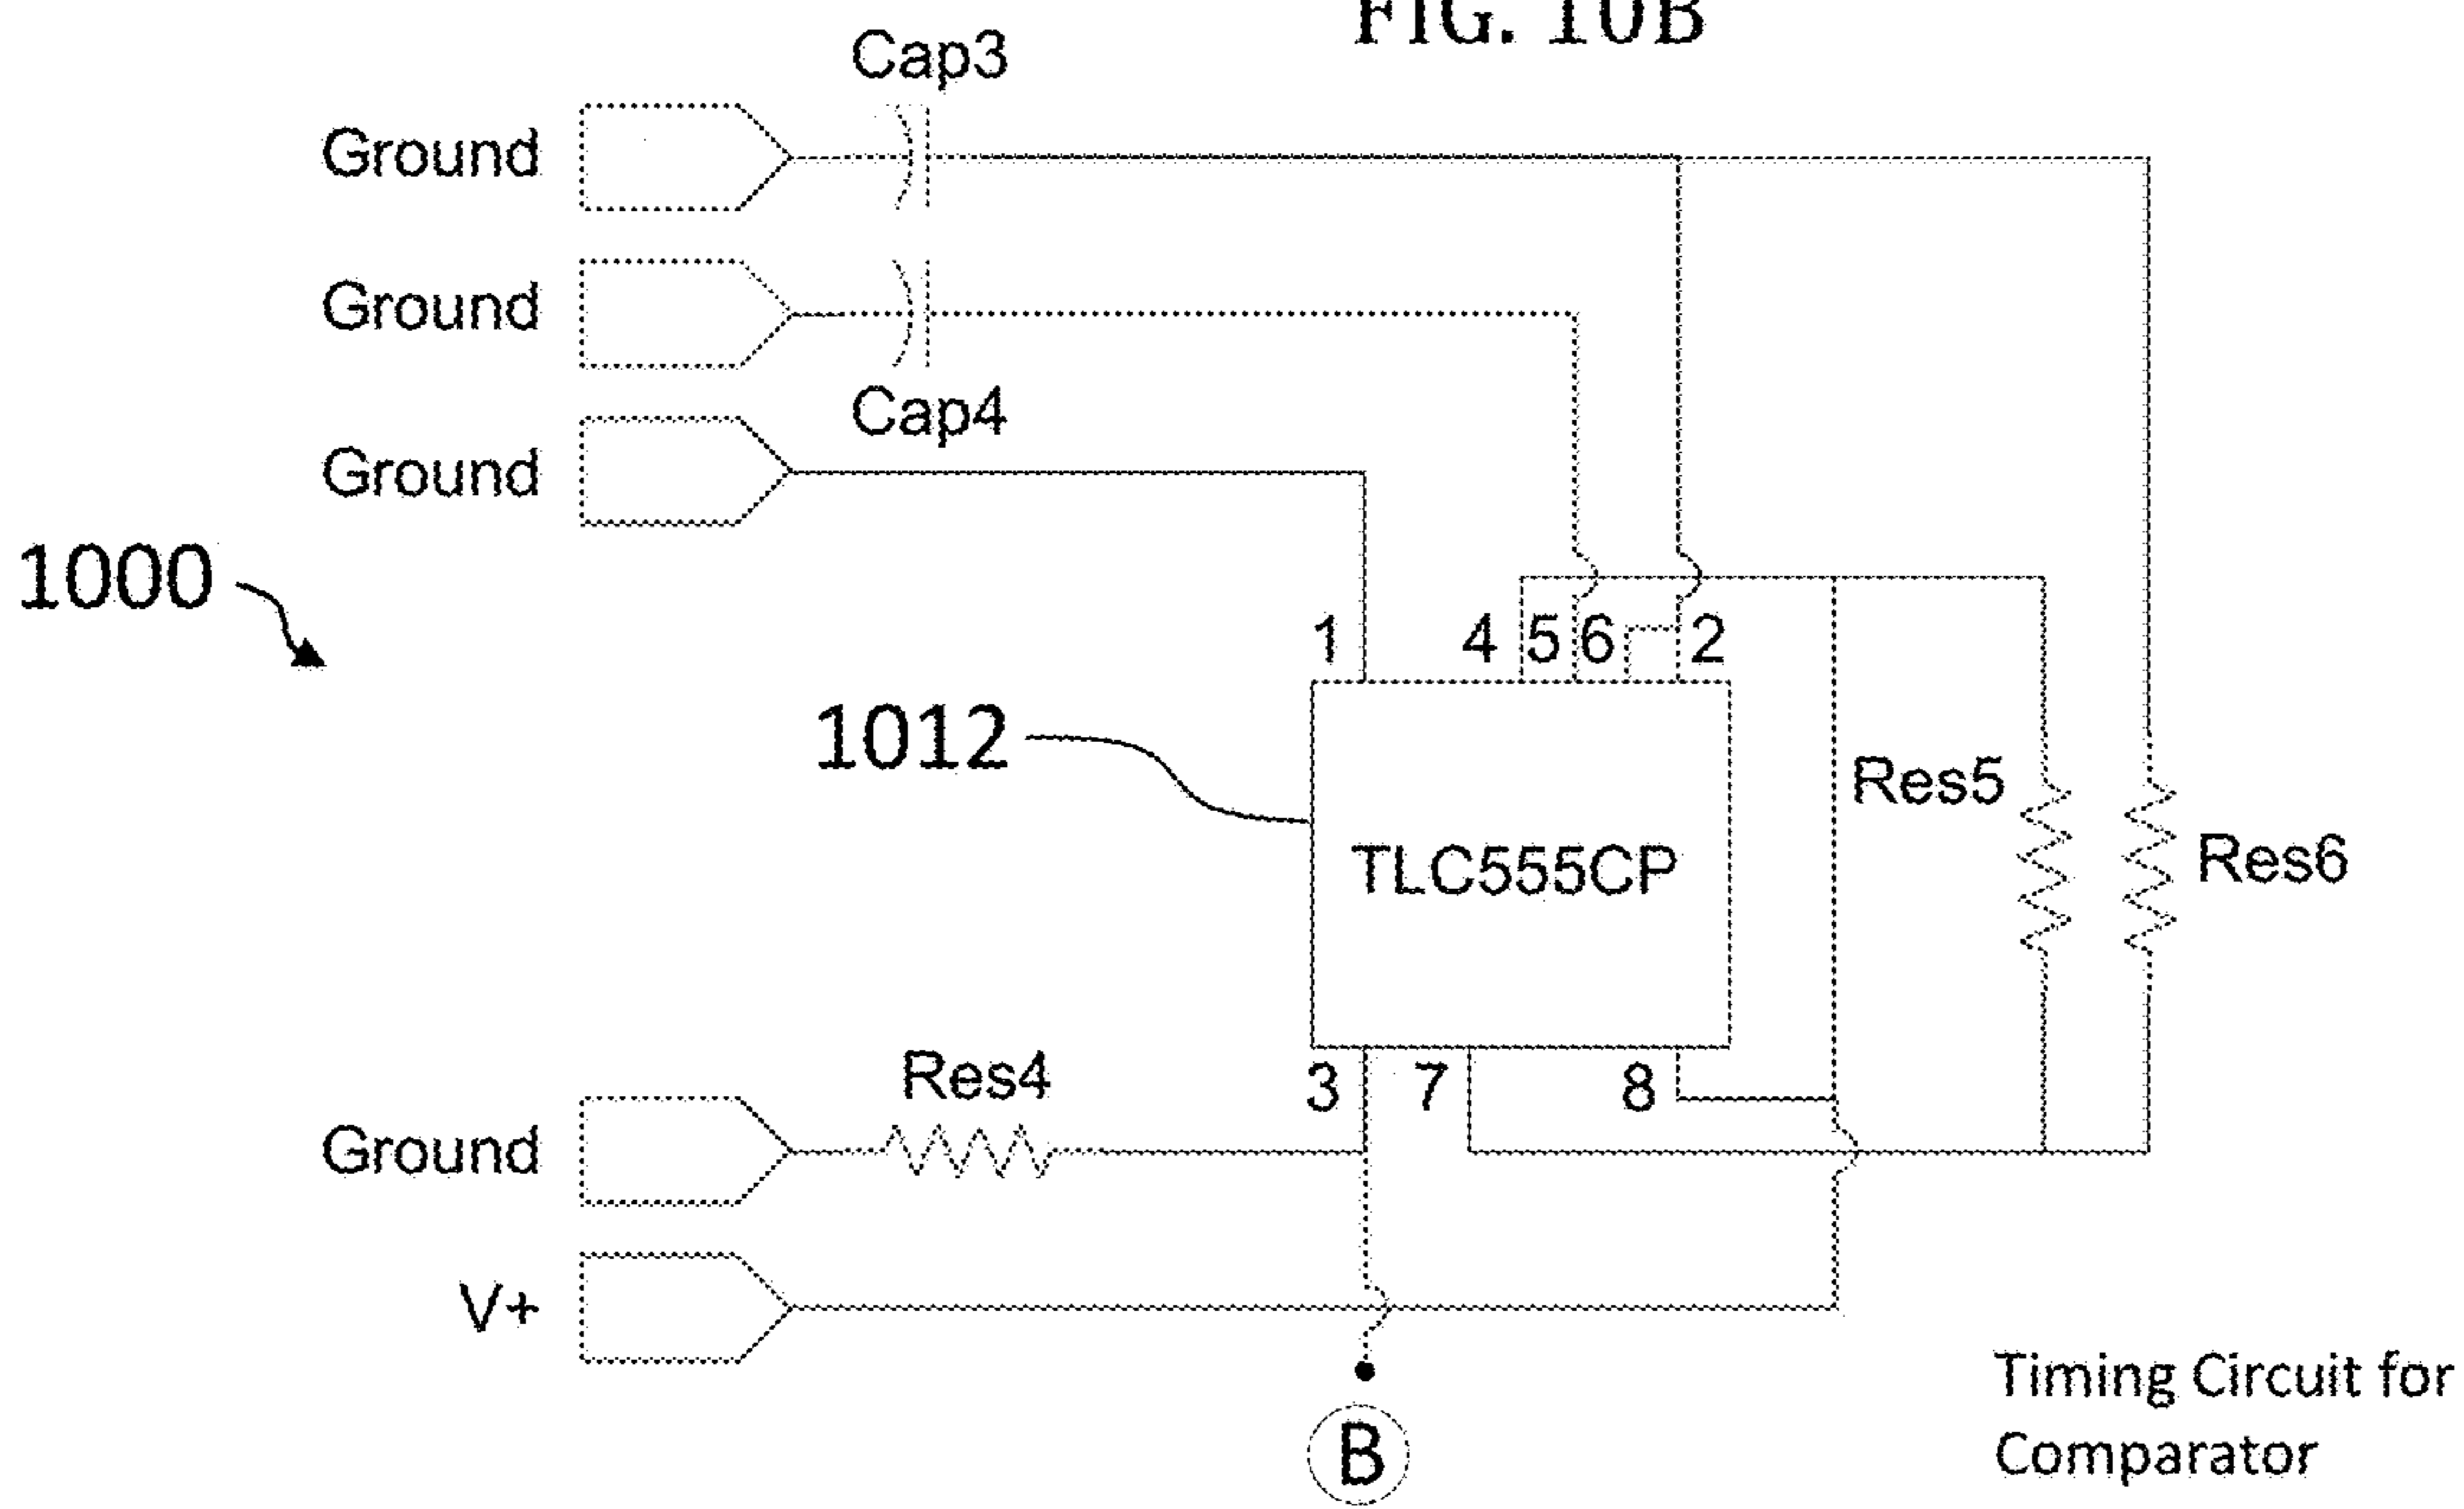 FIG. 10B
Cap3
Ground
Ground
Cap4
Ground
1000
1 4 5 6 2
1012
Res5
TLC555CP
Res6
3 7 8
Res4
Ground
V+
Timing Circuit for
Comparator
B